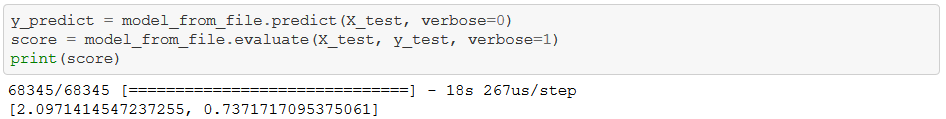 y_predict = model_from_file.predict(X_test, verbose=0)
score = model_from_file.evaluate(X_test, y_test, verbose=1)
print(score)
68345/68345 [==============================] - 18s 267us/step
[2.0971414547237255, 0.7371717095375061]